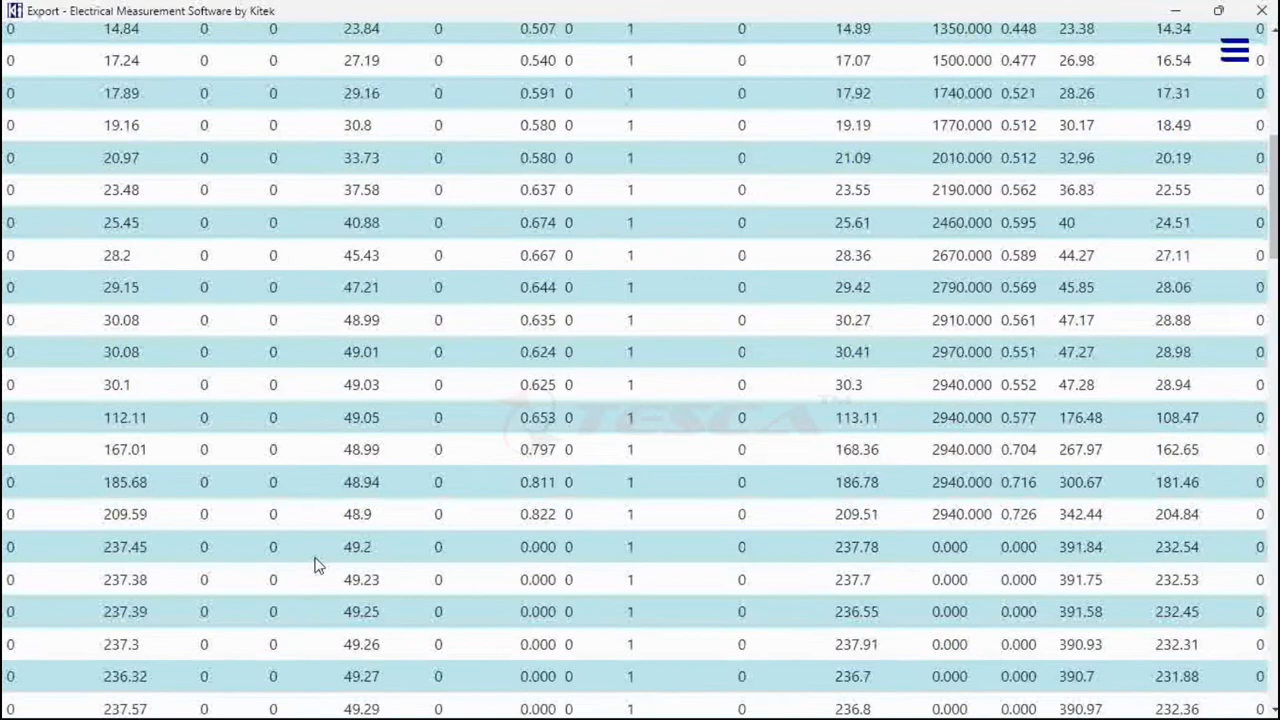 Export - Electrical Measurement Software by Kitek
0 14.84 0 0 23.84 0 0.507 0 1 0 14.89 1350.000 0.448 23.38 14.34 0
0 17.24 0 0 27.19 0 0.540 0 1 0 17.07 1500.000 0.477 26.98 16.54 0
0 17.89 0 0 29.16 0 0.591 0 1 0 17.92 1740.000 0.521 28.26 17.31 0
0 19.16 0 0 30.8 0 0.580 0 1 0 19.19 1770.000 0.512 30.17 18.49 0
0 20.97 0 0 33.73 0 0.580 0 1 0 21.09 2010.000 0.512 32.96 20.19 0
0 23.48 0 0 37.58 0 0.637 0 1 0 23.55 2190.000 0.562 36.83 22.55 0
0 25.45 0 0 40.88 0 0.674 0 1 0 25.61 2460.000 0.595 40 24.51 0
0 28.2 0 0 45.43 0 0.667 0 1 0 28.36 2670.000 0.589 44.27 27.11 0
0 29.15 0 0 47.21 0 0.644 0 1 0 29.42 2790.000 0.569 45.85 28.06 0
0 30.08 0 0 48.99 0 0.635 0 1 0 30.27 2910.000 0.561 47.17 28.88 0
0 30.08 0 0 49.01 0 0.624 0 1 0 30.41 2970.000 0.551 47.27 28.98 0
0 30.1 0 0 49.03 0 0.625 0 1 0 30.3 2940.000 0.552 47.28 28.94 0
0 112.11 0 0 49.05 0 0.653 0 1 0 113.11 2940.000 0.577 176.48 108.47 0
TESCA™
0 167.01 0 0 48.99 0 0.797 0 1 0 168.36 2940.000 0.704 267.97 162.65 0
0 185.68 0 0 48.94 0 0.811 0 1 0 186.78 2940.000 0.716 300.67 181.46 0
0 209.59 0 0 48.9 0 0.822 0 1 0 209.51 2940.000 0.726 342.44 204.84 0
0 237.45 0 0 49.2 0 0.000 0 1 0 237.78 0.000 0.000 391.84 232.54 0
0 237.38 0 0 49.23 0 0.000 0 1 0 237.7 0.000 0.000 391.75 232.53 0
0 237.39 0 0 49.25 0 0.000 0 1 0 236.55 0.000 0.000 391.58 232.45 0
0 237.3 0 0 49.26 0 0.000 0 1 0 237.91 0.000 0.000 390.93 232.31 0
0 236.32 0 0 49.27 0 0.000 0 1 0 236.7 0.000 0.000 390.7 231.88 0
0 237.57 0 0 49.29 0 0.000 0 1 0 236.8 0.000 0.000 390.97 232.36 0